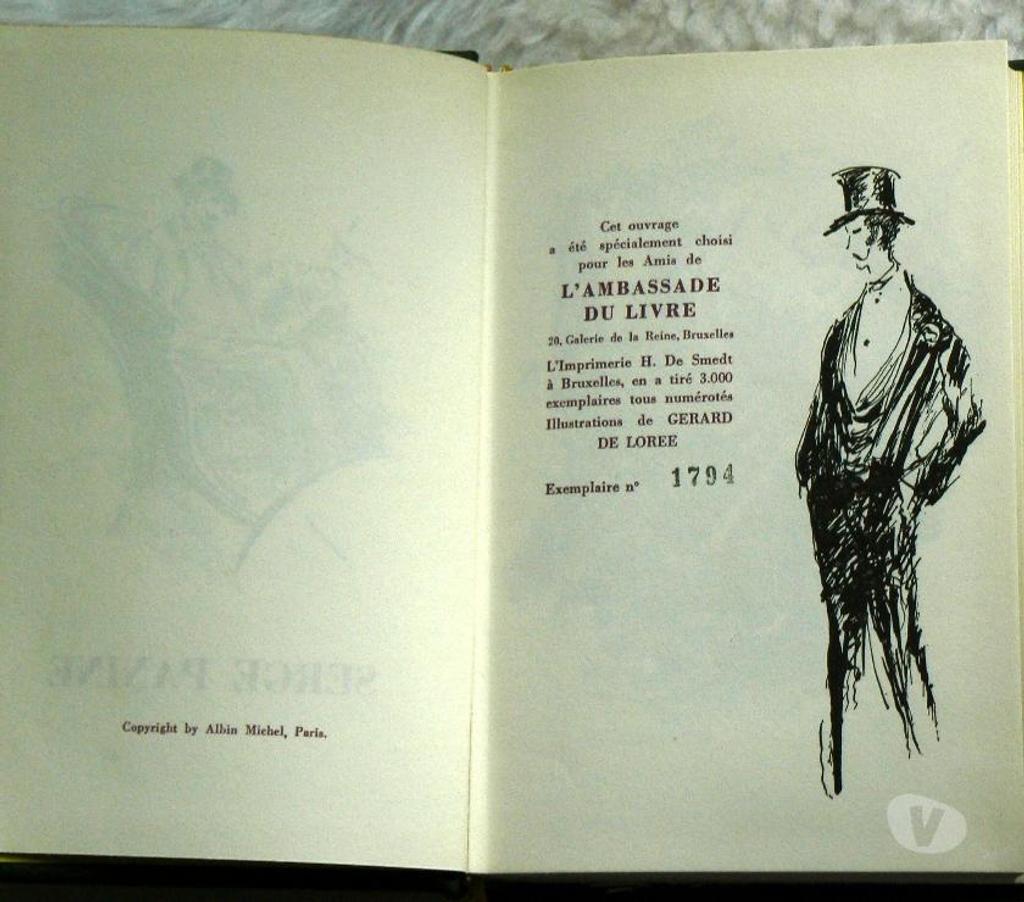 SERGE PANINE
Copyright by Albin Michel, Paris.
Cet ouvrage
a été spécialement choisi
pour les Amis de
L'AMBASSADE
DU LIVRE
20, Galerie de la Reine, Bruxelles
L'Imprimerie H. De Smedt
à Bruxelles, en a tiré 3.000
exemplaires tous numérotés
Illustrations de GERARD
DE LOREE
Exemplaire n° 1794
V